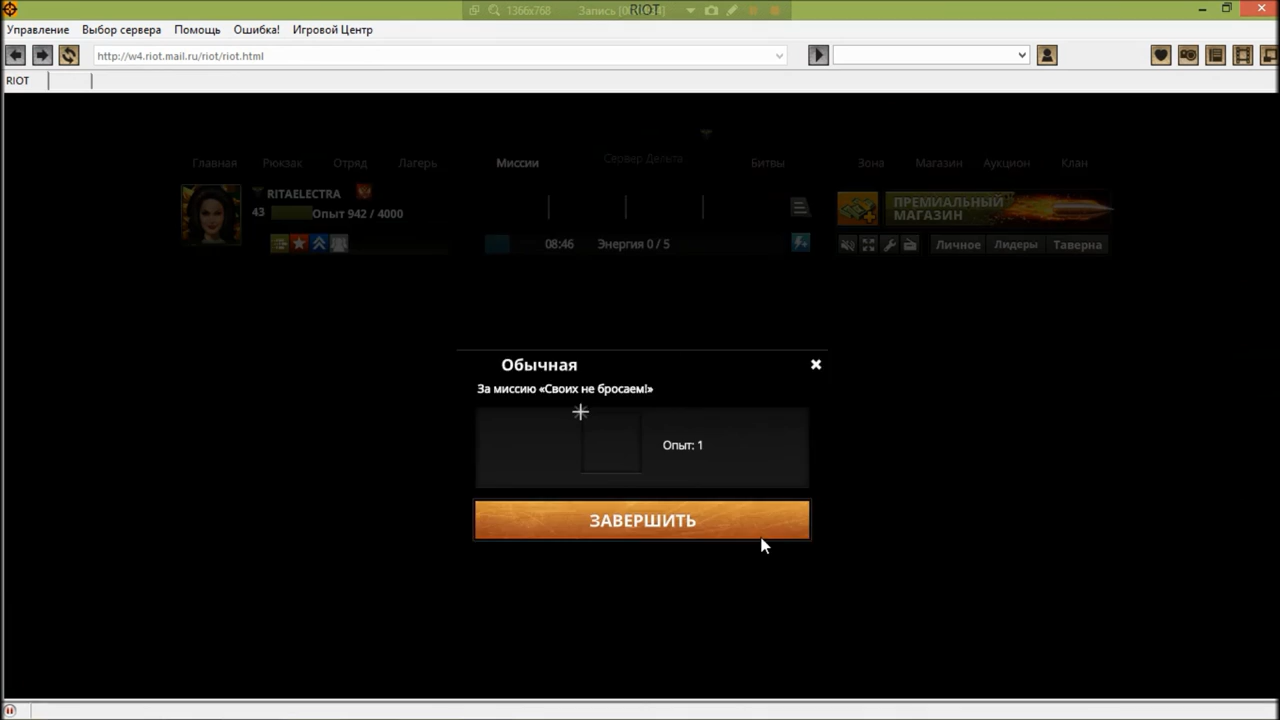 RIOT
1366x768
Запись
Управление Выбор сервера Помощь Ошибка! Игровой Центр
http://w4.riot.mail.ru/riot/riot.html
RIOT
Главная Рюкзак Отряд Лагерь Миссии Сервер Дельта Битвы Зона Магазин Аукцион Клан
RITAELECTRA
43 Опыт 942 / 4000
ПРЕМИАЛЬНЫЙ
МАГАЗИН
08:46 Энергия 0 / 5
Личное Лидеры Таверна
Обычная
За миссию «Своих не бросаем!»
Опыт: 1
ЗАВЕРШИТЬ